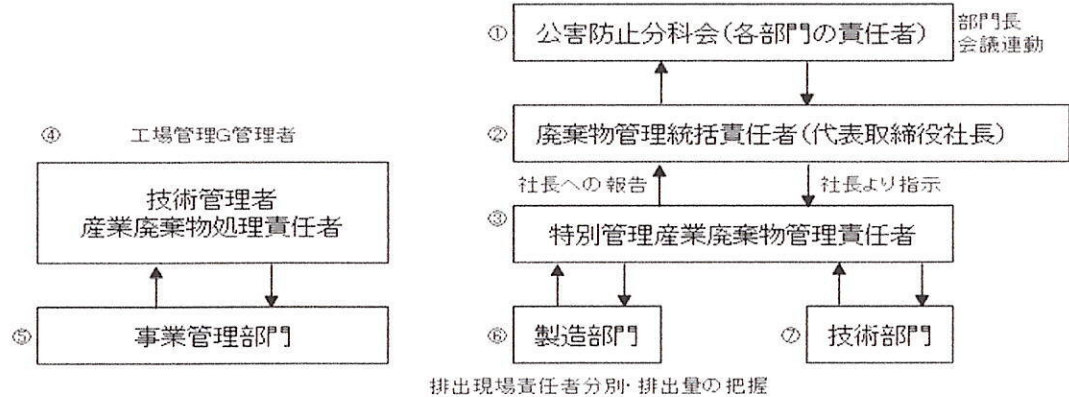 ① 公害防止分科会(各部門の責任者)
部門長
会議連動
② 廃棄物管理統括責任者(代表取締役社長)
社長への報告
社長より指示
③ 特別管理産業廃棄物管理責任者
④ 工場管理G管理者
技術管理者
産業廃棄物処理責任者
⑤ 事業管理部門
⑥ 製造部門
⑦ 技術部門
排出現場責任者分別・排出量の把握